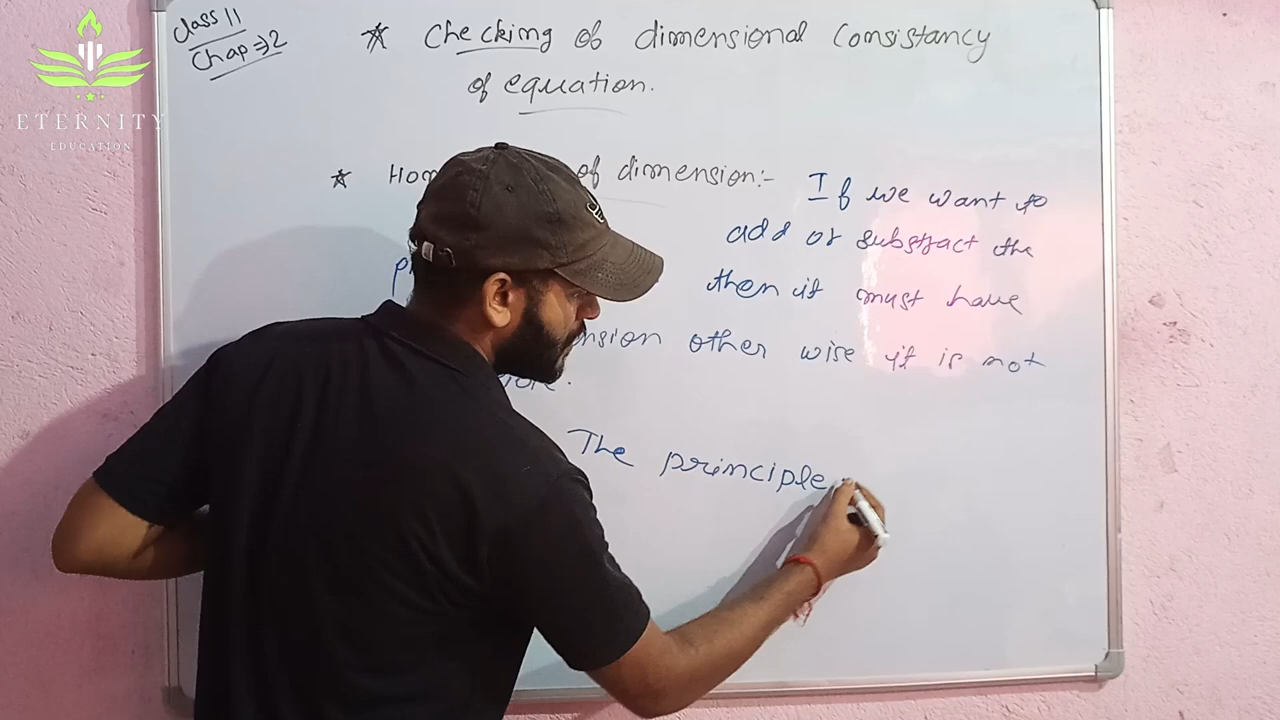 ETERNITY
EDUCATION
Class 11
Chap ⇒ 2
* Checking of dimensional Consistancy
of equation.
* of dimension:- If we want to
add or substract the
then it must have
other wise it is not
The principle